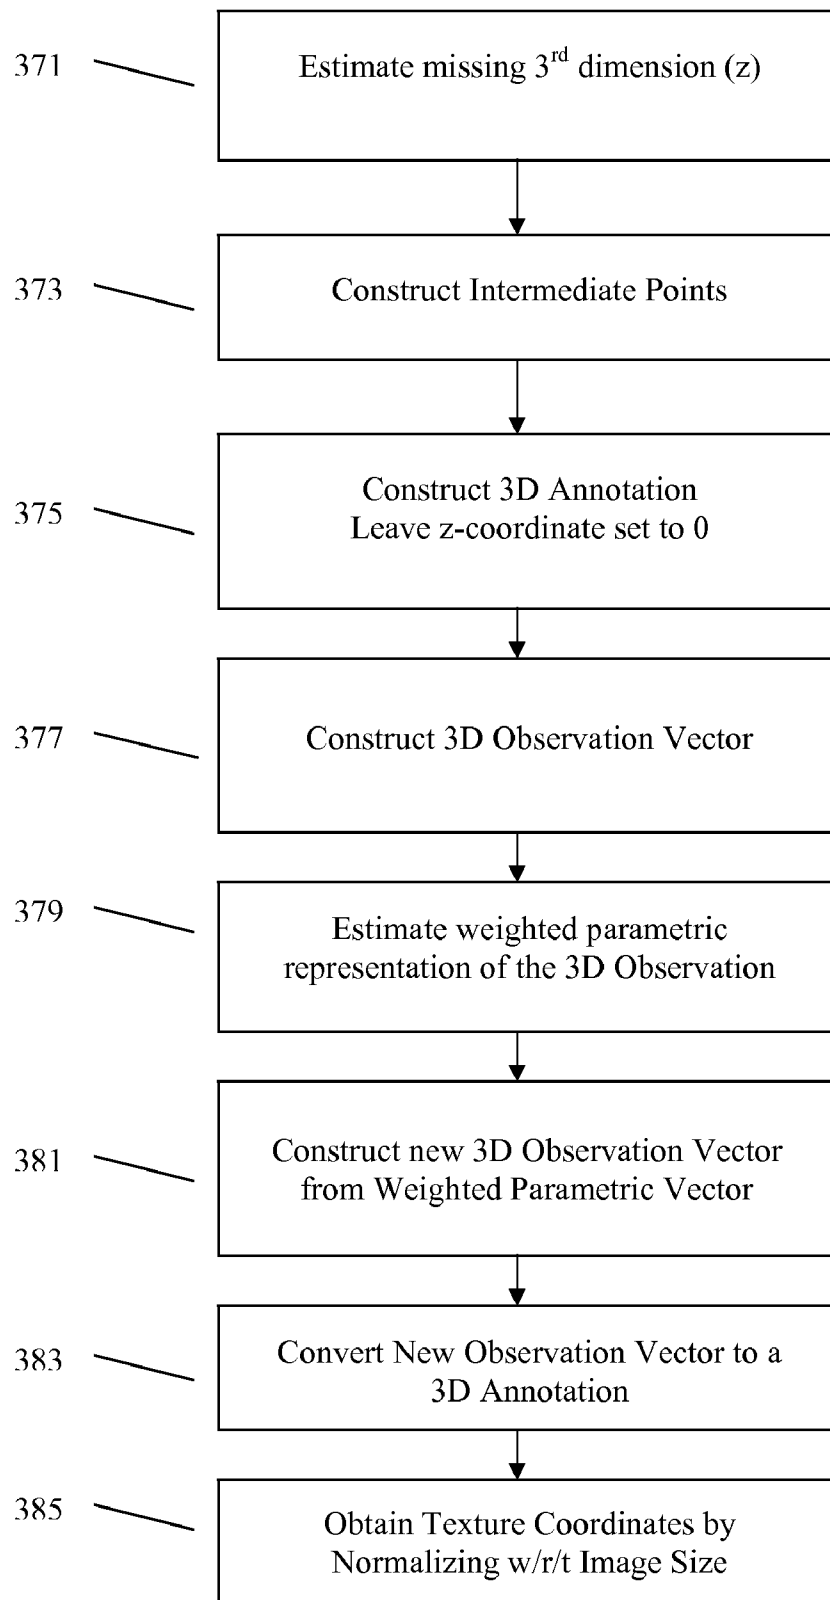 371
Estimate missing 3rd dimension (z)
373
Construct Intermediate Points
375
Construct 3D Annotation
Leave z-coordinate set to 0
377
Construct 3D Observation Vector
379
Estimate weighted parametric
representation of the 3D Observation
381
Construct new 3D Observation Vector
from Weighted Parametric Vector
383
Convert New Observation Vector to a
3D Annotation
385
Obtain Texture Coordinates by
Normalizing w/r/t Image Size